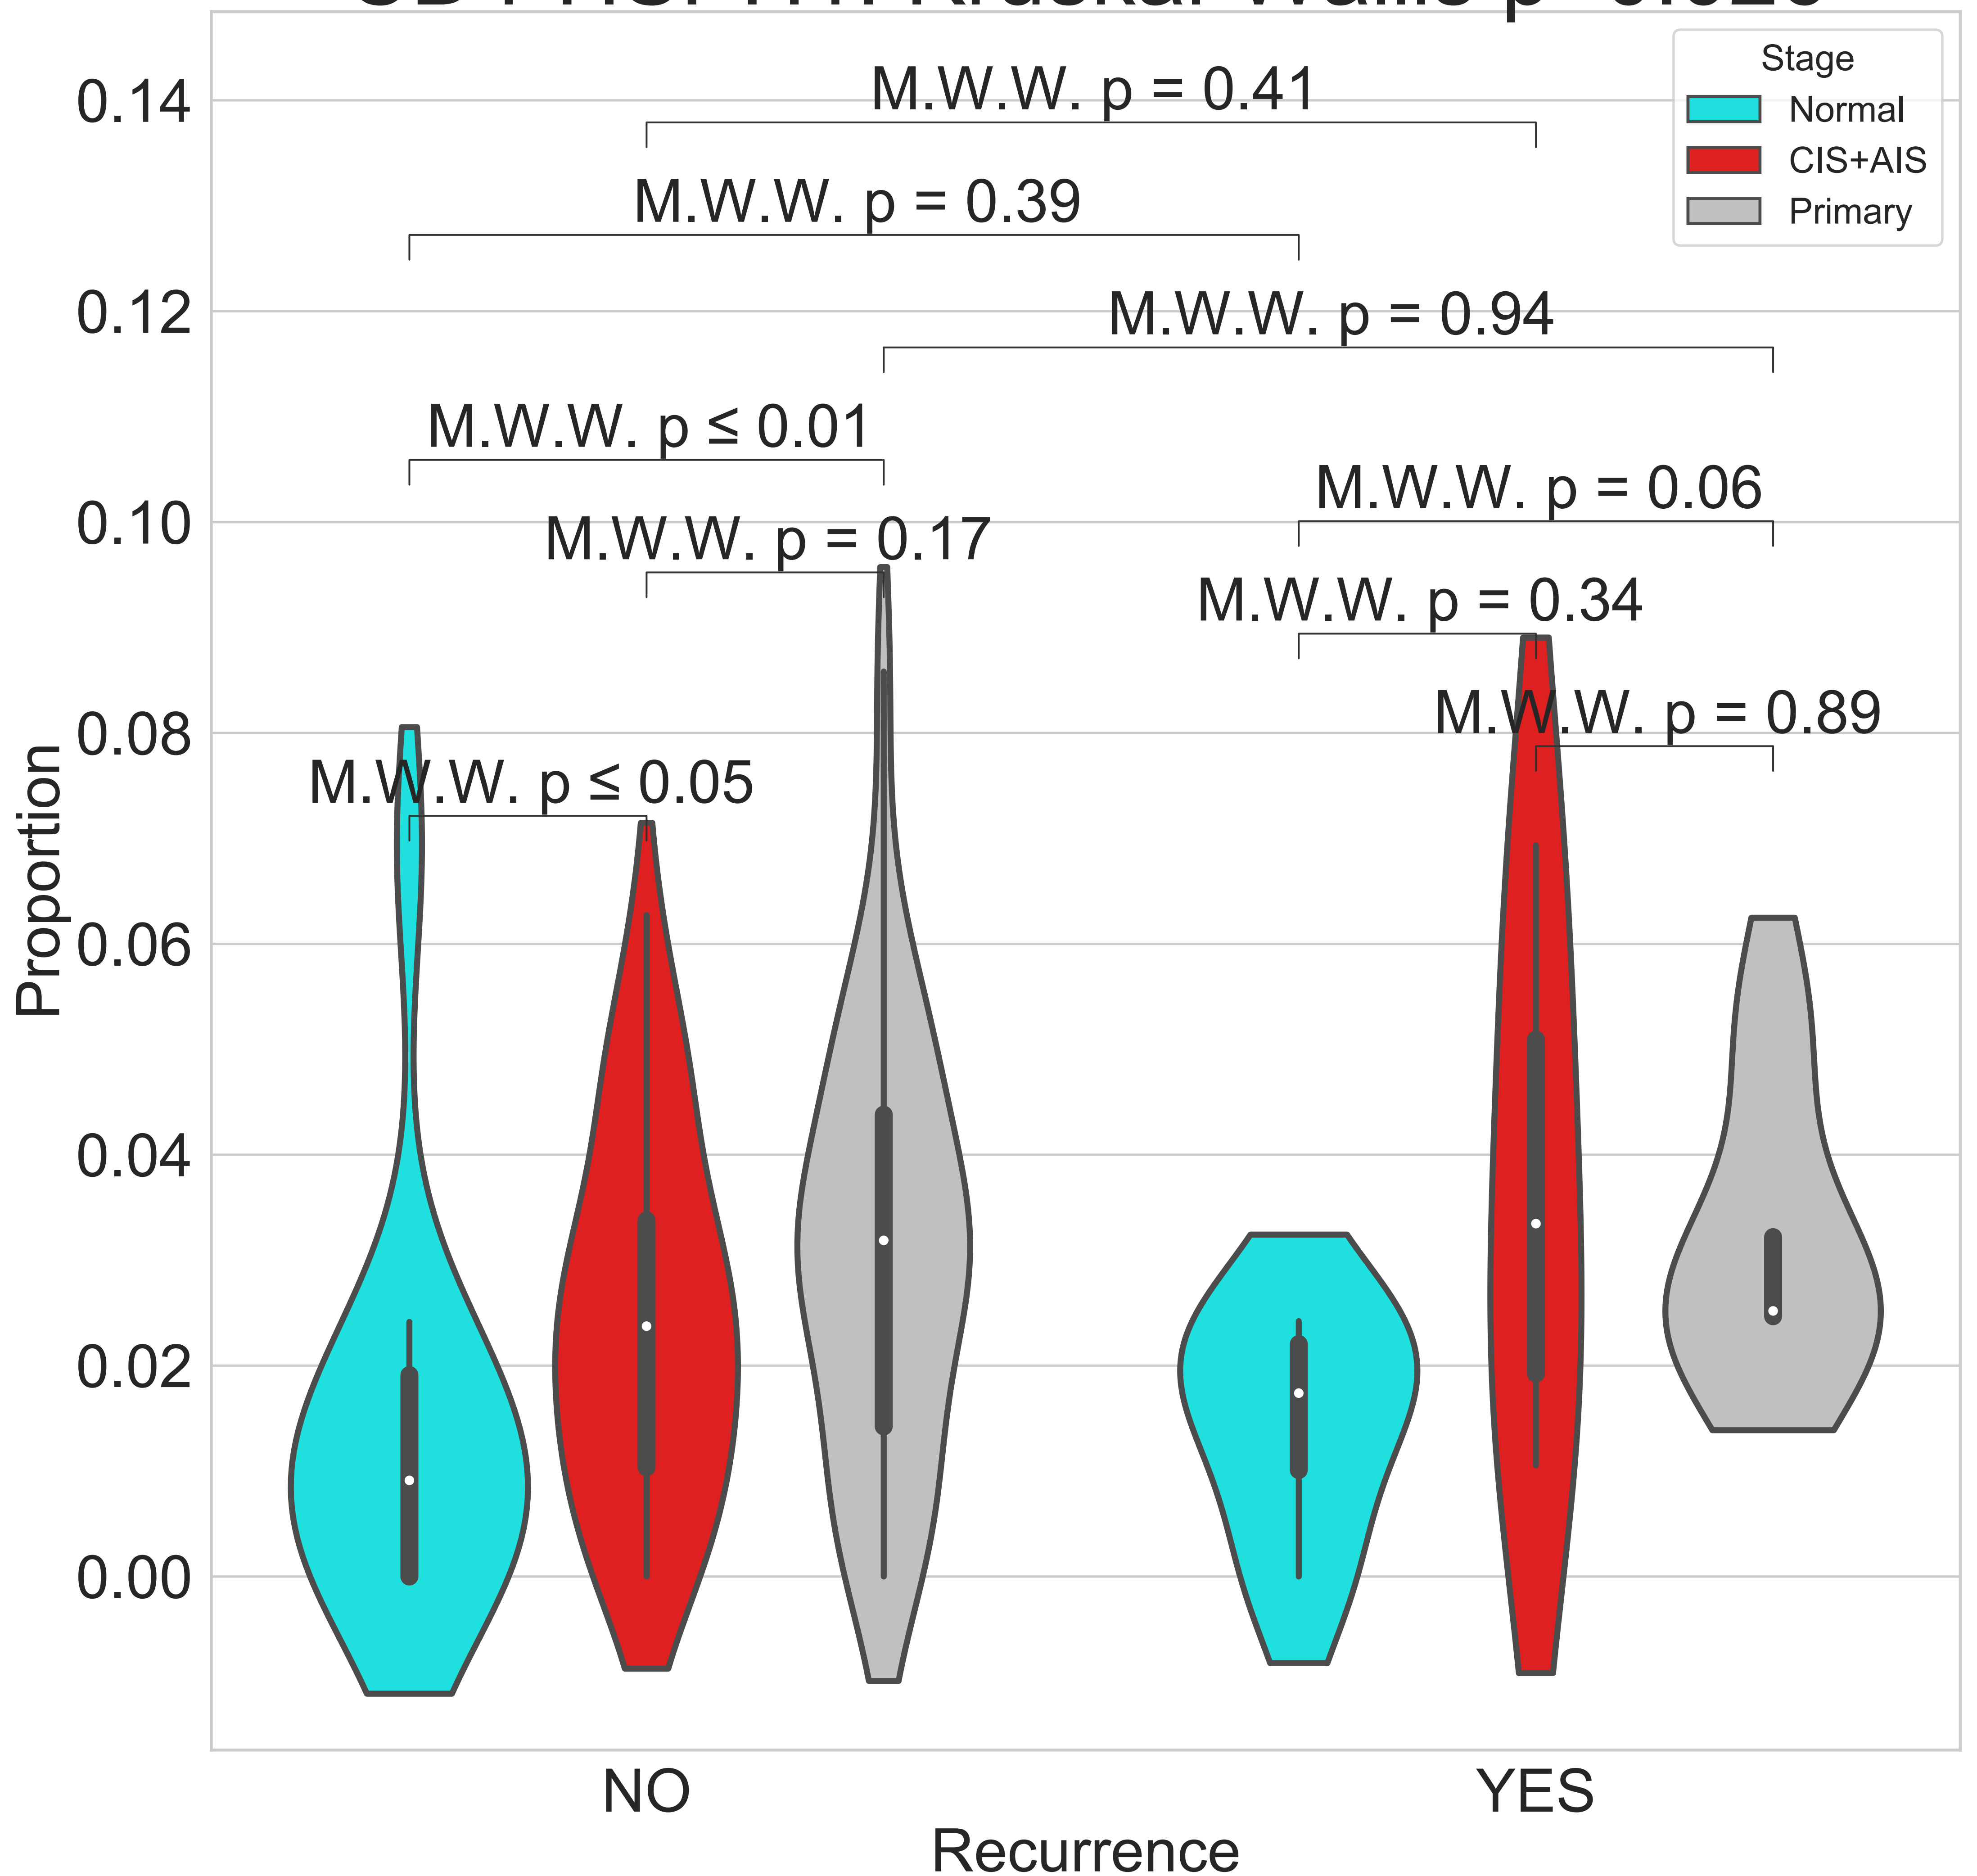 Stage
Normal
CIS+AIS
Primary
M.W.W. p = 0.41
M.W.W. p = 0.39
M.W.W. p = 0.94
M.W.W. p ≤ 0.01
M.W.W. p = 0.06
M.W.W. p = 0.17
M.W.W. p = 0.34
M.W.W. p = 0.89
M.W.W. p ≤ 0.05
0.14
0.12
0.10
0.08
0.06
0.04
0.02
0.00
Proportion
NO
YES
Recurrence